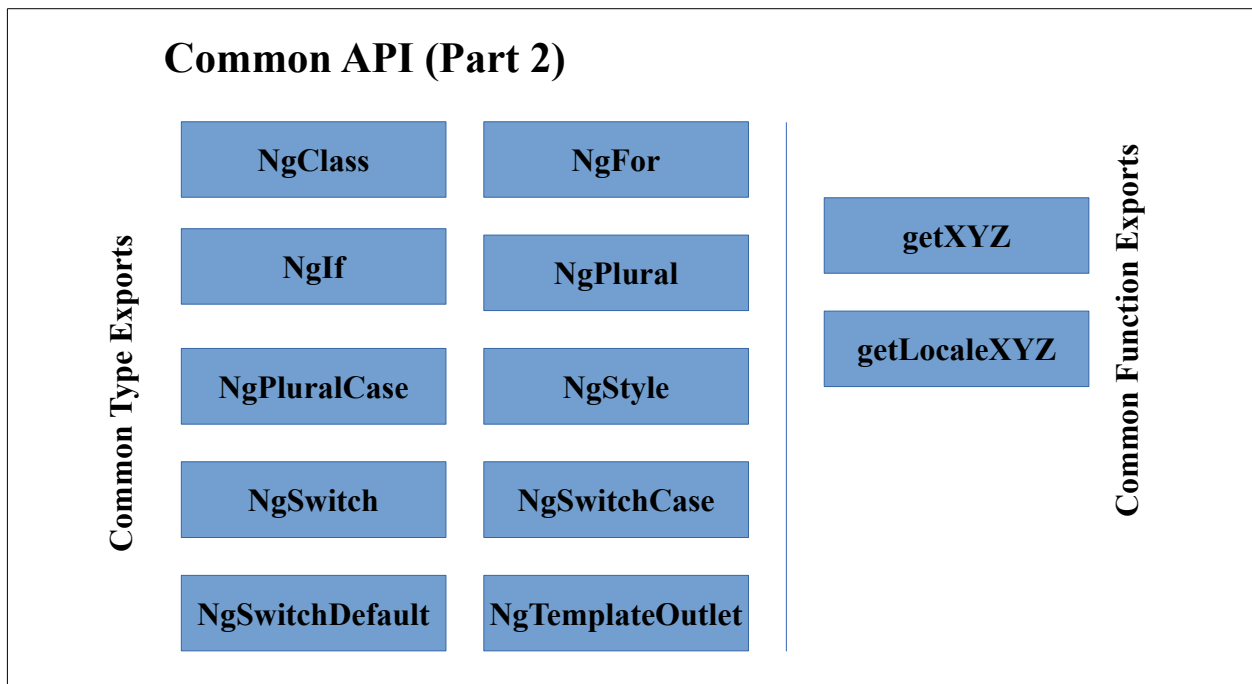 Common API (Part 2)
Common Type Exports
NgClass
NgFor
NgIf
NgPlural
NgPluralCase
NgStyle
NgSwitch
NgSwitchCase
NgSwitchDefault
NgTemplateOutlet
getXYZ
getLocaleXYZ
Common Function Exports